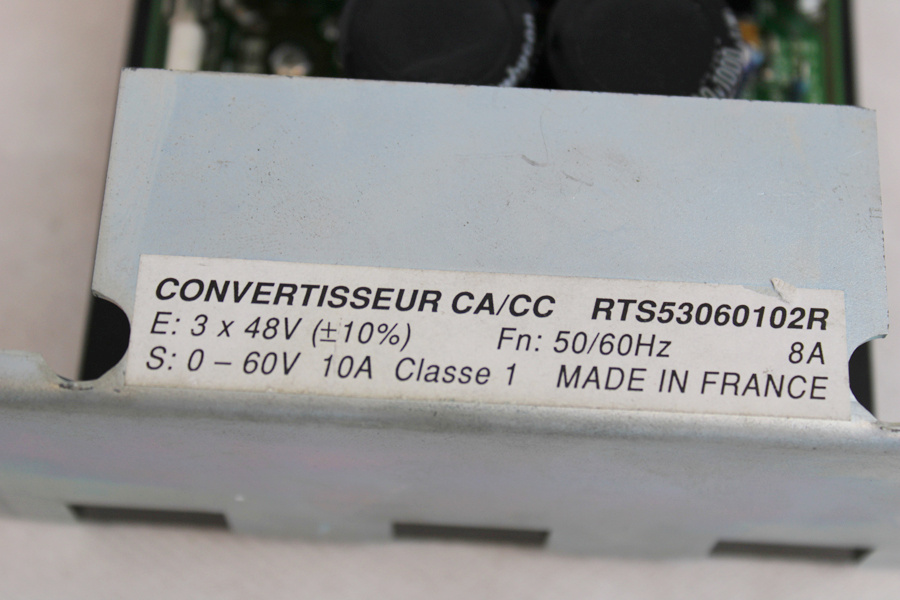 CONVERTISSEUR CA/CC RTS53060102R
E: 3 x 48V (±10%) Fn: 50/60Hz 8A
S: 0 – 60V 10A Classe 1 MADE IN FRANCE